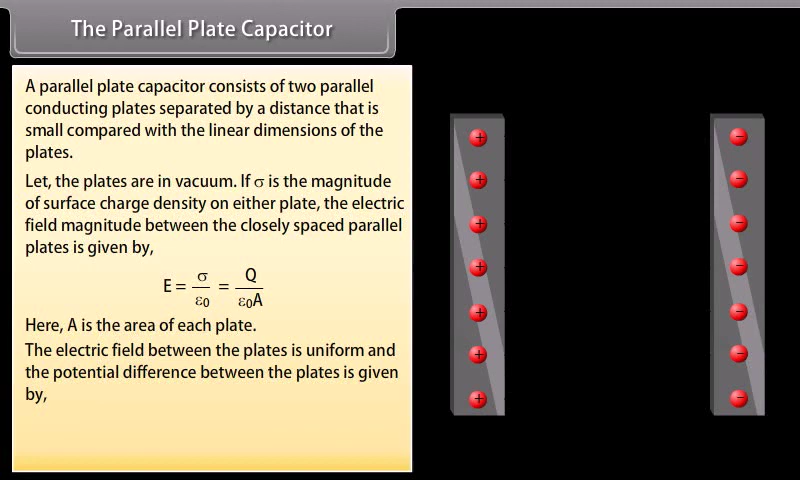 The Parallel Plate Capacitor
A parallel plate capacitor consists of two parallel
conducting plates separated by a distance that is
small compared with the linear dimensions of the
plates.
Let, the plates are in vacuum. If σ is the magnitude
of surface charge density on either plate, the electric
field magnitude between the closely spaced parallel
plates is given by,
E = σ/ε0 = Q/ε0A
Here, A is the area of each plate.
The electric field between the plates is uniform and
the potential difference between the plates is given
by,
+ −
+ −
+ −
+ −
+ −
+ −
+ −